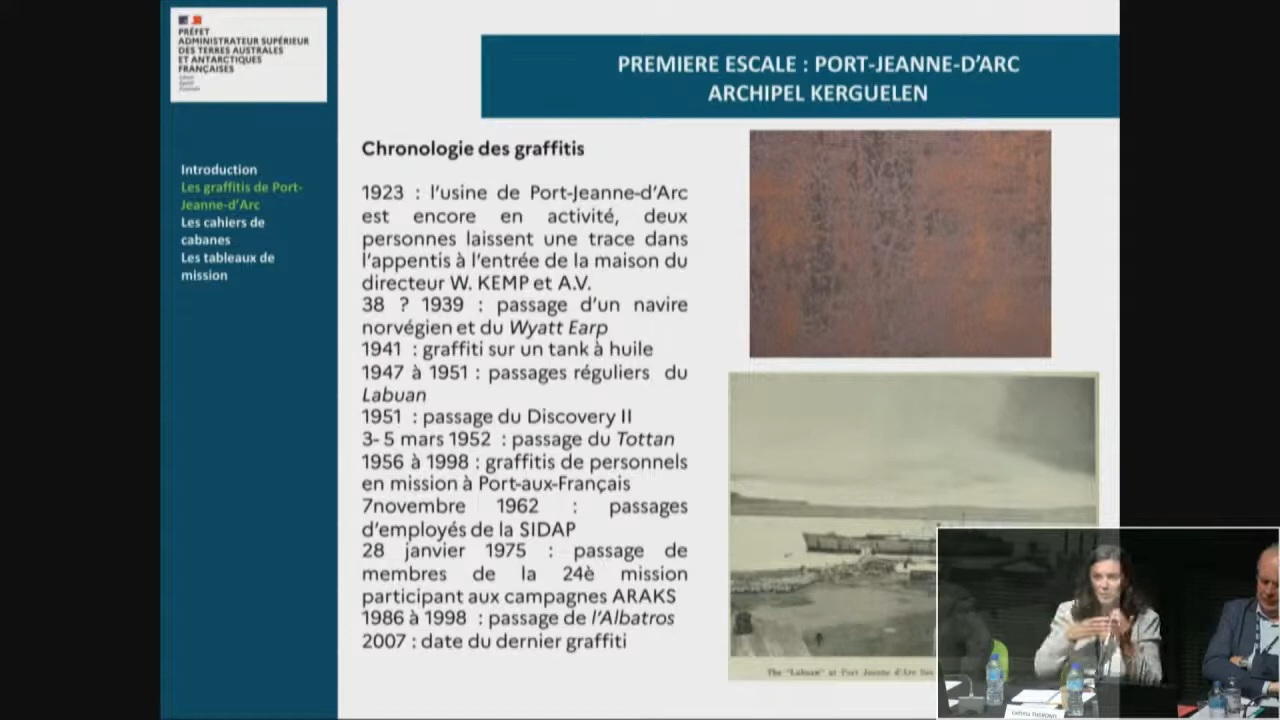 PRÉFET
ADMINISTRATEUR SUPÉRIEUR
DES TERRES AUSTRALES
ET ANTARCTIQUES
FRANÇAISES
PREMIERE ESCALE : PORT-JEANNE-D'ARC
ARCHIPEL KERGUELEN
Introduction
Les graffitis de Port-
Jeanne-d'Arc
Les cahiers de
cabanes
Les tableaux de
mission
Chronologie des graffitis
1923 : l'usine de Port-Jeanne-d'Arc
est encore en activité, deux
personnes laissent une trace dans
l'appentis à l'entrée de la maison du
directeur W. KEMP et A.V.
38 ? 1939 : passage d'un navire
norvégien et du Wyatt Earp
1941 : graffiti sur un tank à huile
1947 à 1951 : passages réguliers du
Labuan
1951 : passage du Discovery II
3- 5 mars 1952 : passage du Tottan
1956 à 1998 : graffitis de personnels
en mission à Port-aux-Français
7novembre 1962 : passages
d'employés de la SIDAP
28 janvier 1975 : passage de
membres de la 24è mission
participant aux campagnes ARAKS
1986 à 1998 : passage de l'Albatros
2007 : date du dernier graffiti
The "Labuan" at Port Jeanne d'Arc